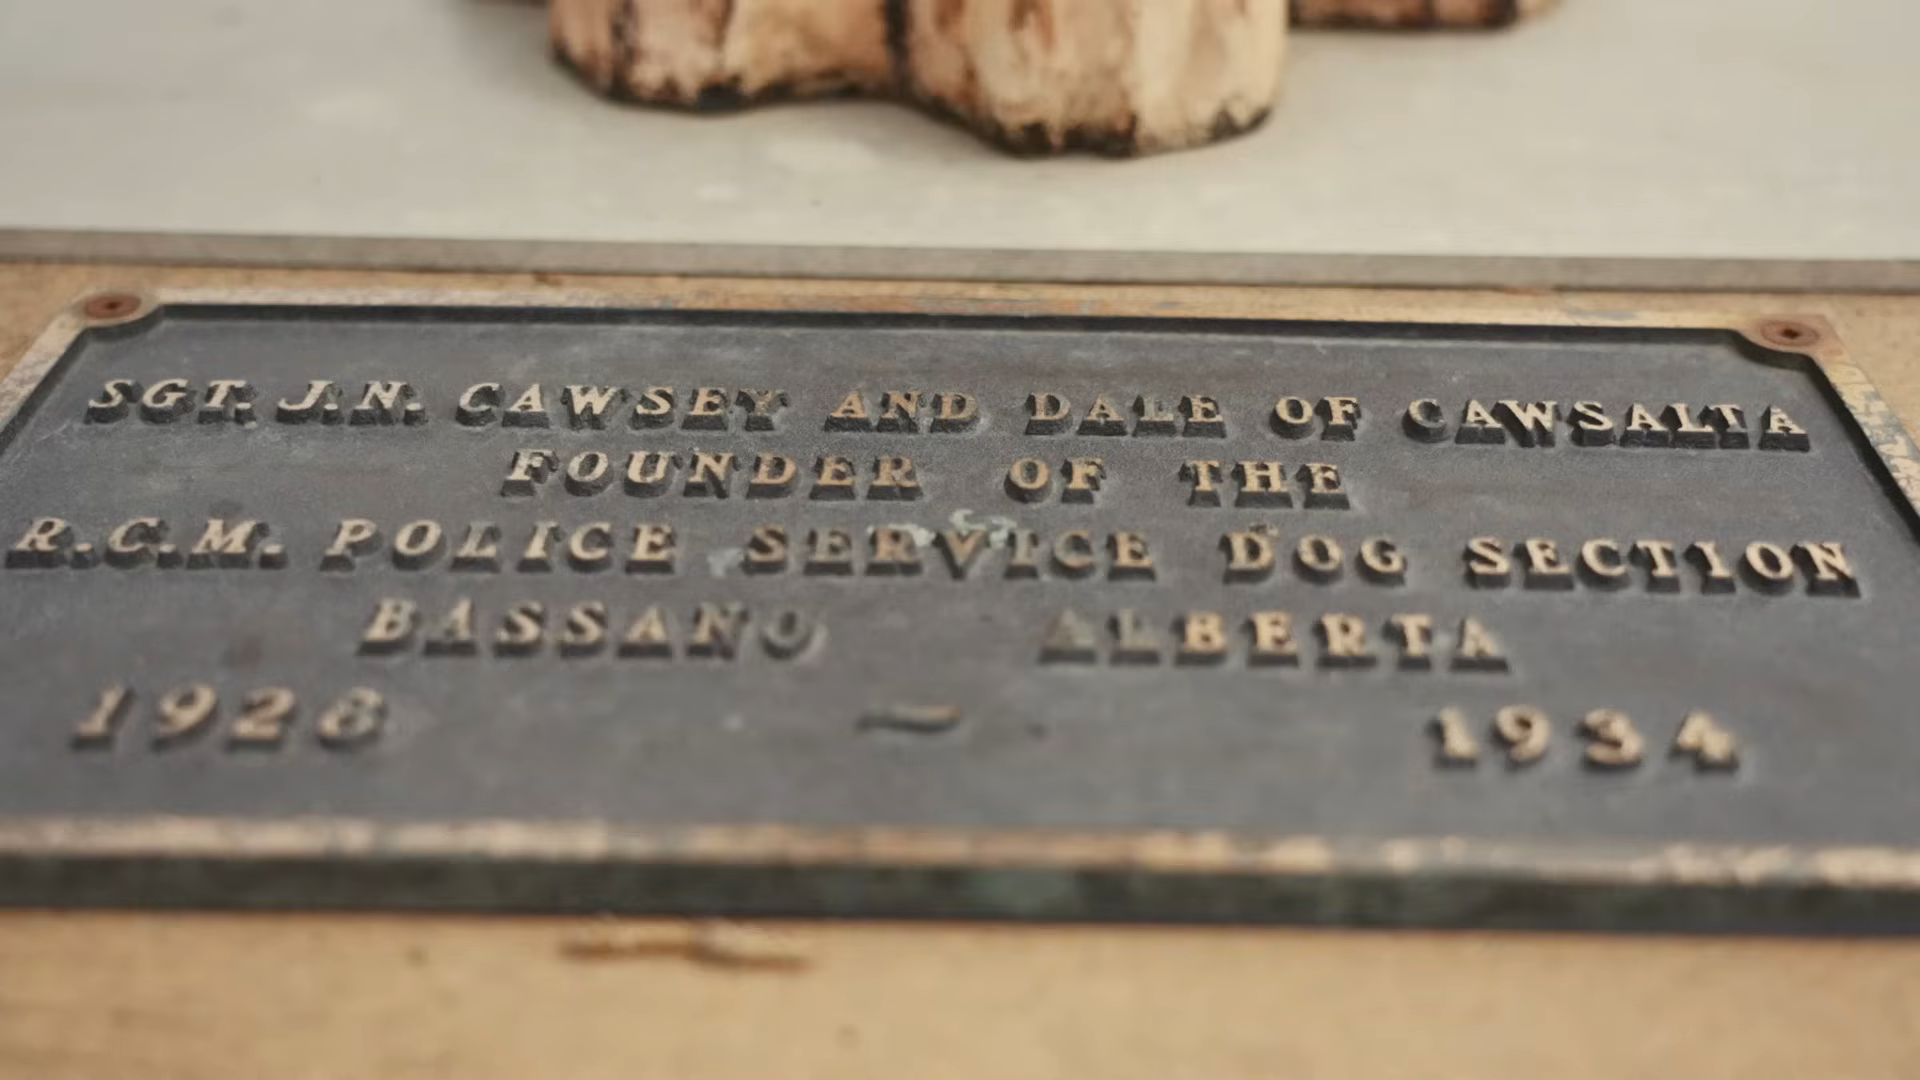 SGT. J.N. CAWSEY AND DALE OF CAWSALTA
FOUNDER OF THE
R.C.M. POLICE SERVICE DOG SECTION
BASSANO ALBERTA
1928 - 1934